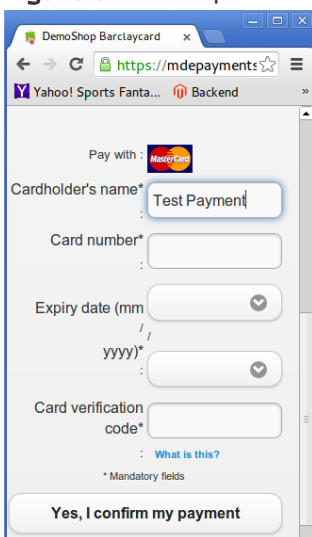 DemoShop Barclaycard
https://mdepayments
Yahoo! Sports Fanta... Backend »
Pay with : MasterCard
Cardholder's name* Test Payment
:
Card number*
:
Expiry date (mm
/ /
yyyy)*
:
Card verification
code*
: What is this?
* Mandatory fields
Yes, I confirm my payment